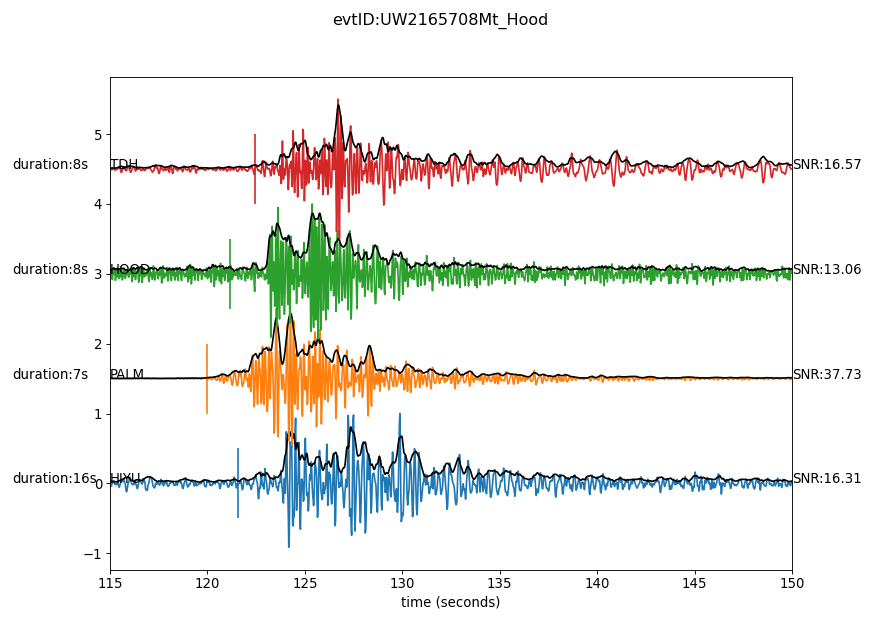 evtID:UW2165708Mt_Hood
5
duration:8s TDH SNR:16.57
4
duration:8s 3 HOOD SNR:13.06
2
duration:7s PALM SNR:37.73
1
duration:16s 0 HIYU SNR:16.31
−1
115 120 125 130 135 140 145 150
time (seconds)